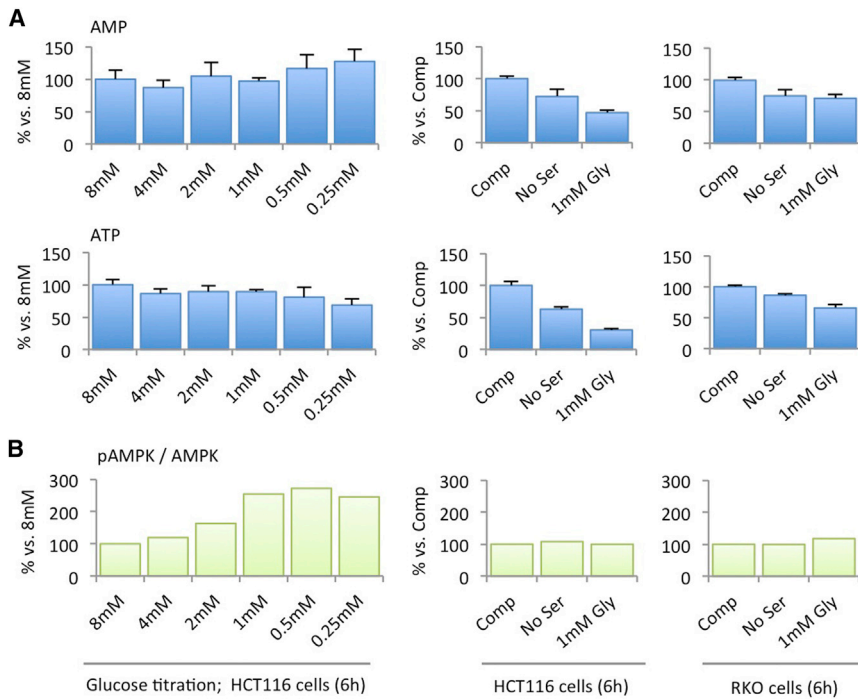 A
AMP
% vs. 8mM
150
100
50
0
8mM
4mM
2mM
1mM
0.5mM
0.25mM
% vs. Comp
150
100
50
0
Comp
No Ser
1mM Gly
150
100
50
0
Comp
No Ser
1mM Gly
ATP
% vs. 8mM
150
100
50
0
8mM
4mM
2mM
1mM
0.5mM
0.25mM
% vs. Comp
150
100
50
0
Comp
No Ser
1mM Gly
150
100
50
0
Comp
No Ser
1mM Gly
B
pAMPK / AMPK
% vs. 8mM
300
200
100
0
8mM
4mM
2mM
1mM
0.5mM
0.25mM
% vs. Comp
300
200
100
0
Comp
No Ser
1mM Gly
300
200
100
0
Comp
No Ser
1mM Gly
Glucose titration; HCT116 cells (6h)
HCT116 cells (6h)
RKO cells (6h)